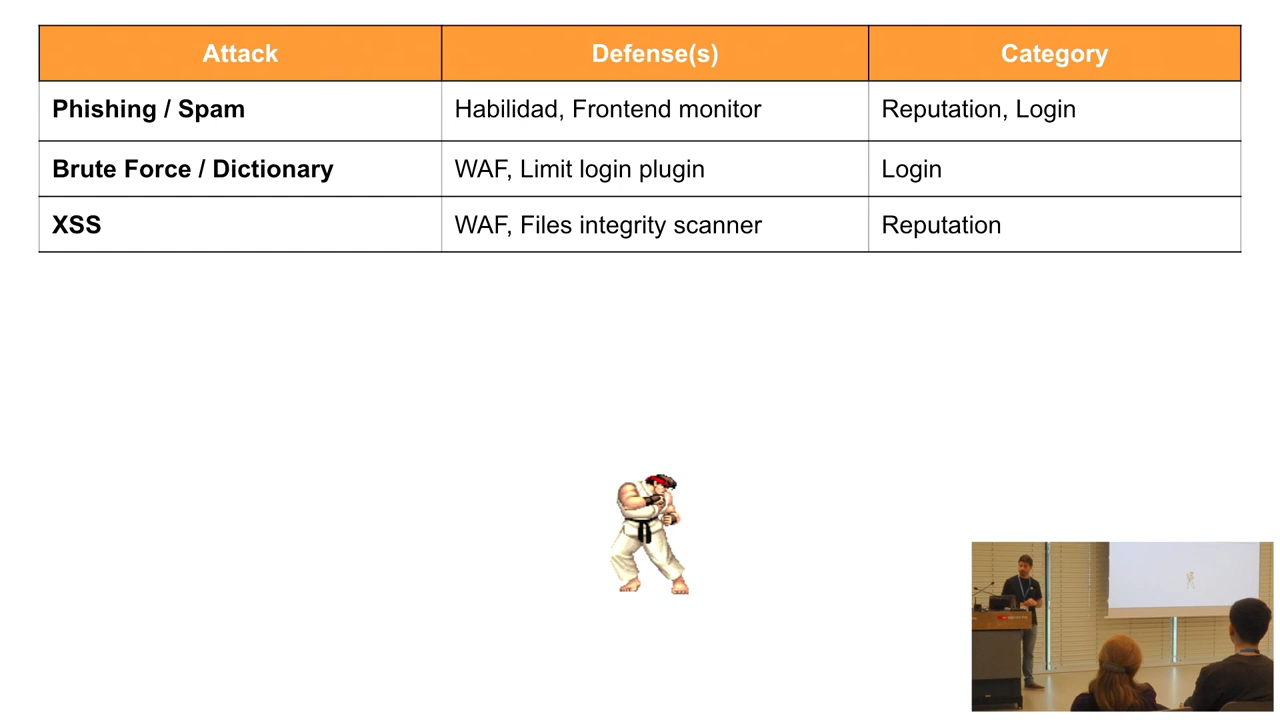 Attack Defense(s) Category
Phishing / Spam Habilidad, Frontend monitor Reputation, Login
Brute Force / Dictionary WAF, Limit login plugin Login
XSS WAF, Files integrity scanner Reputation